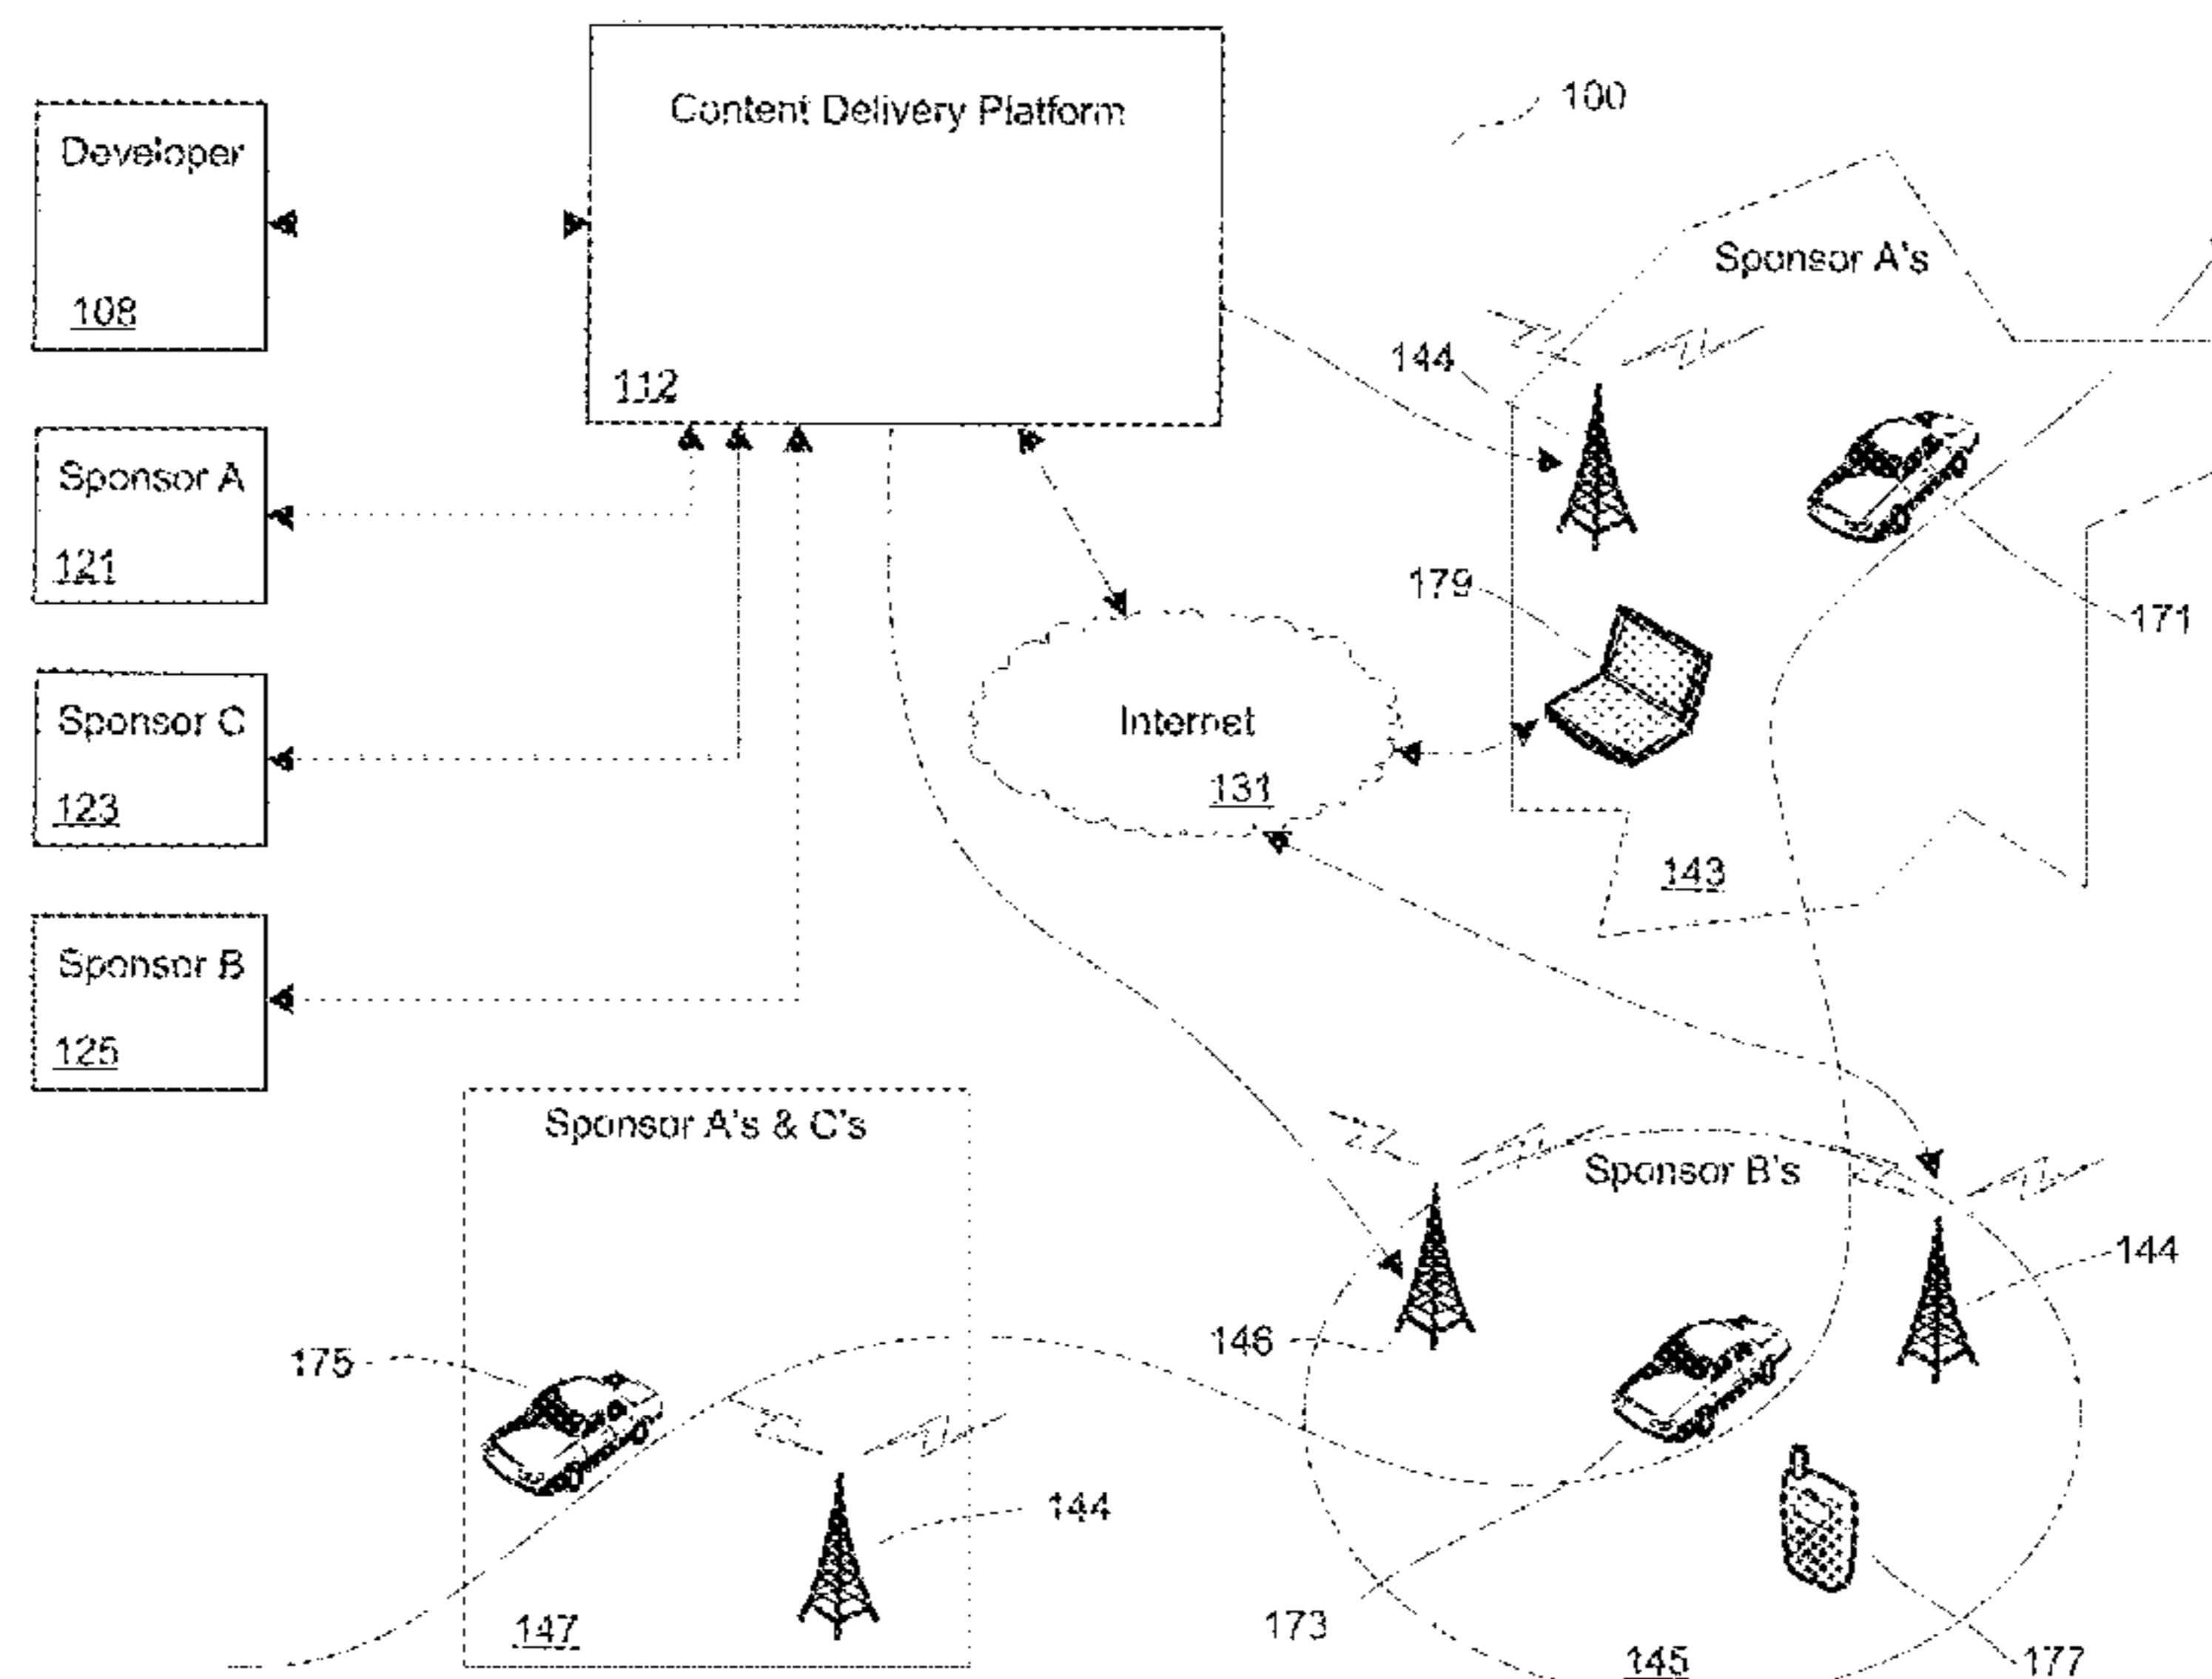 Content Delivery Platform
112
100
Developer
108
Sponsor A
121
Sponsor C
123
Sponsor B
125
Internet
131
Sponsor A's
144
179
171
143
Sponsor A's & C's
175
144
147
Sponsor B's
146
144
173
177
145